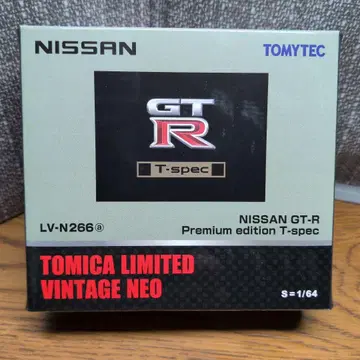 NISSAN TOMYTEC
GT
R
T-spec
LV-N266ⓐ
NISSAN GT-R
Premium edition T-spec
TOMICA LIMITED
VINTAGE NEO
S=1/64